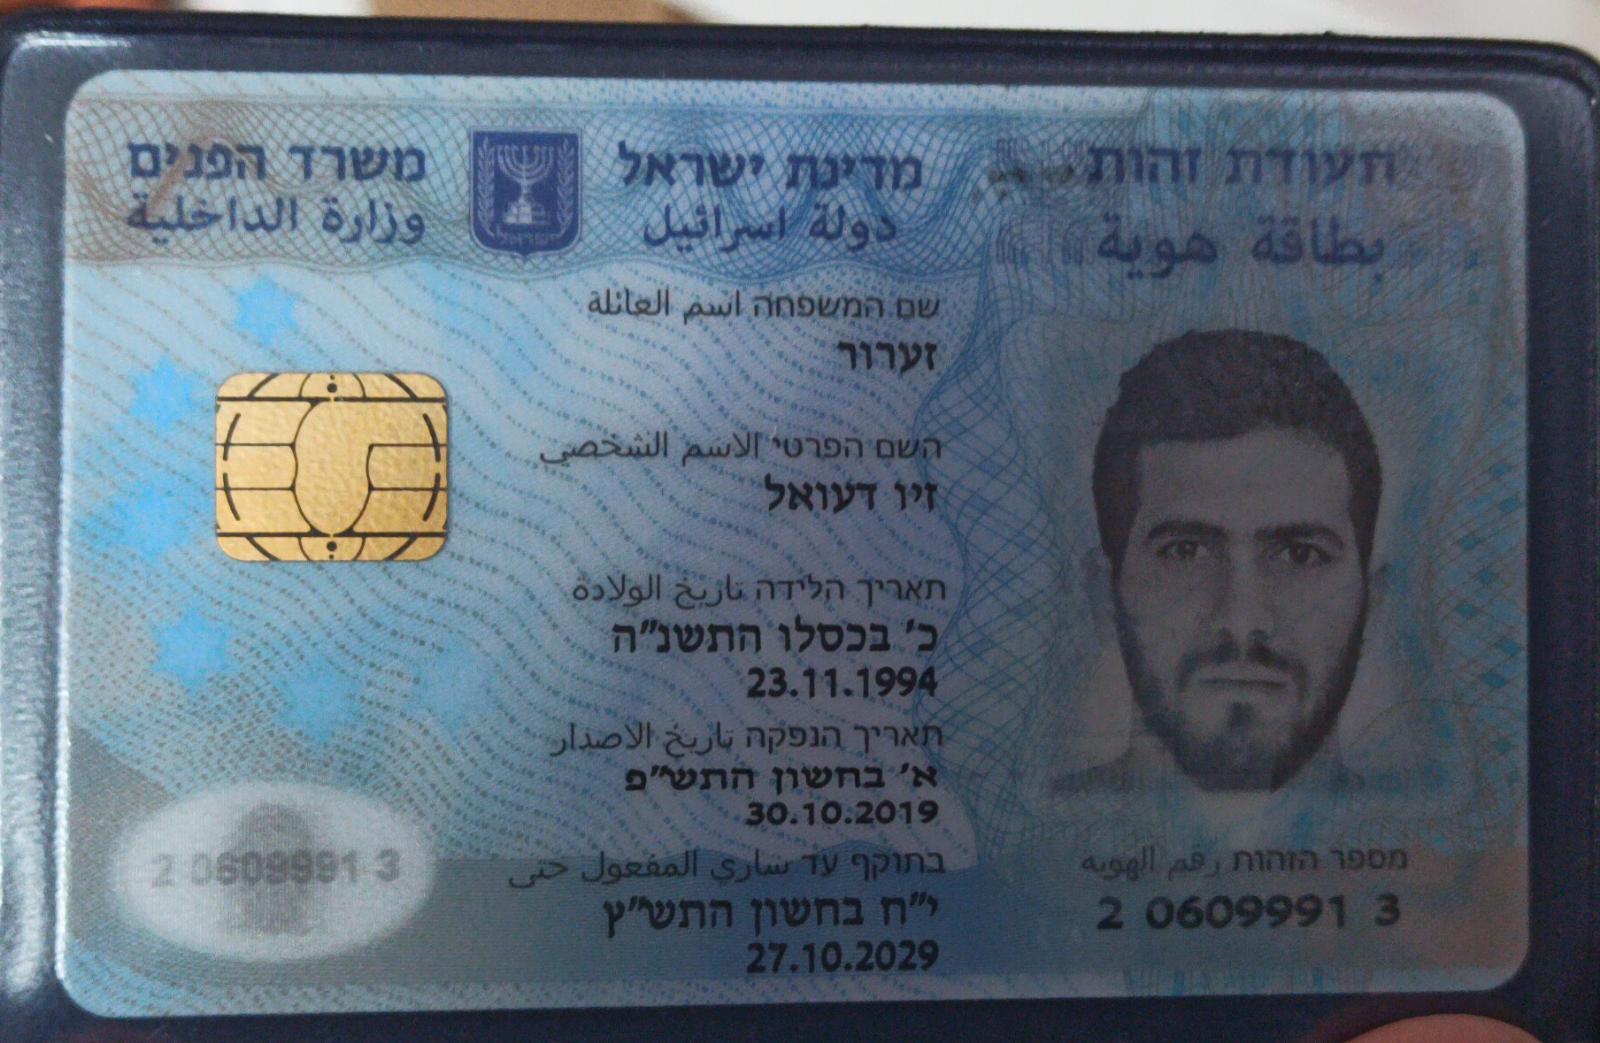 תעודת זהות
بطاقة هوية
מדינת ישראל
دولة اسرائيل
ישראל
משרד הפנים
وزارة الداخلية
שם המשפחה اسم العائلة
זערור
השם הפרטי الاسم الشخصي
זיו דעואל
תאריך הלידה تاريخ الولادة
כ' בכסלו התשנ"ה
23.11.1994
תאריך הנפקה تاريخ الاصدار
א' בחשון התש"פ
30.10.2019
בתוקף עד ساري المفعول حتى
י"ח בחשון התש"ץ
27.10.2029
מספר הזהות رقم الهوية
2 0609991 3
2 0609991 3